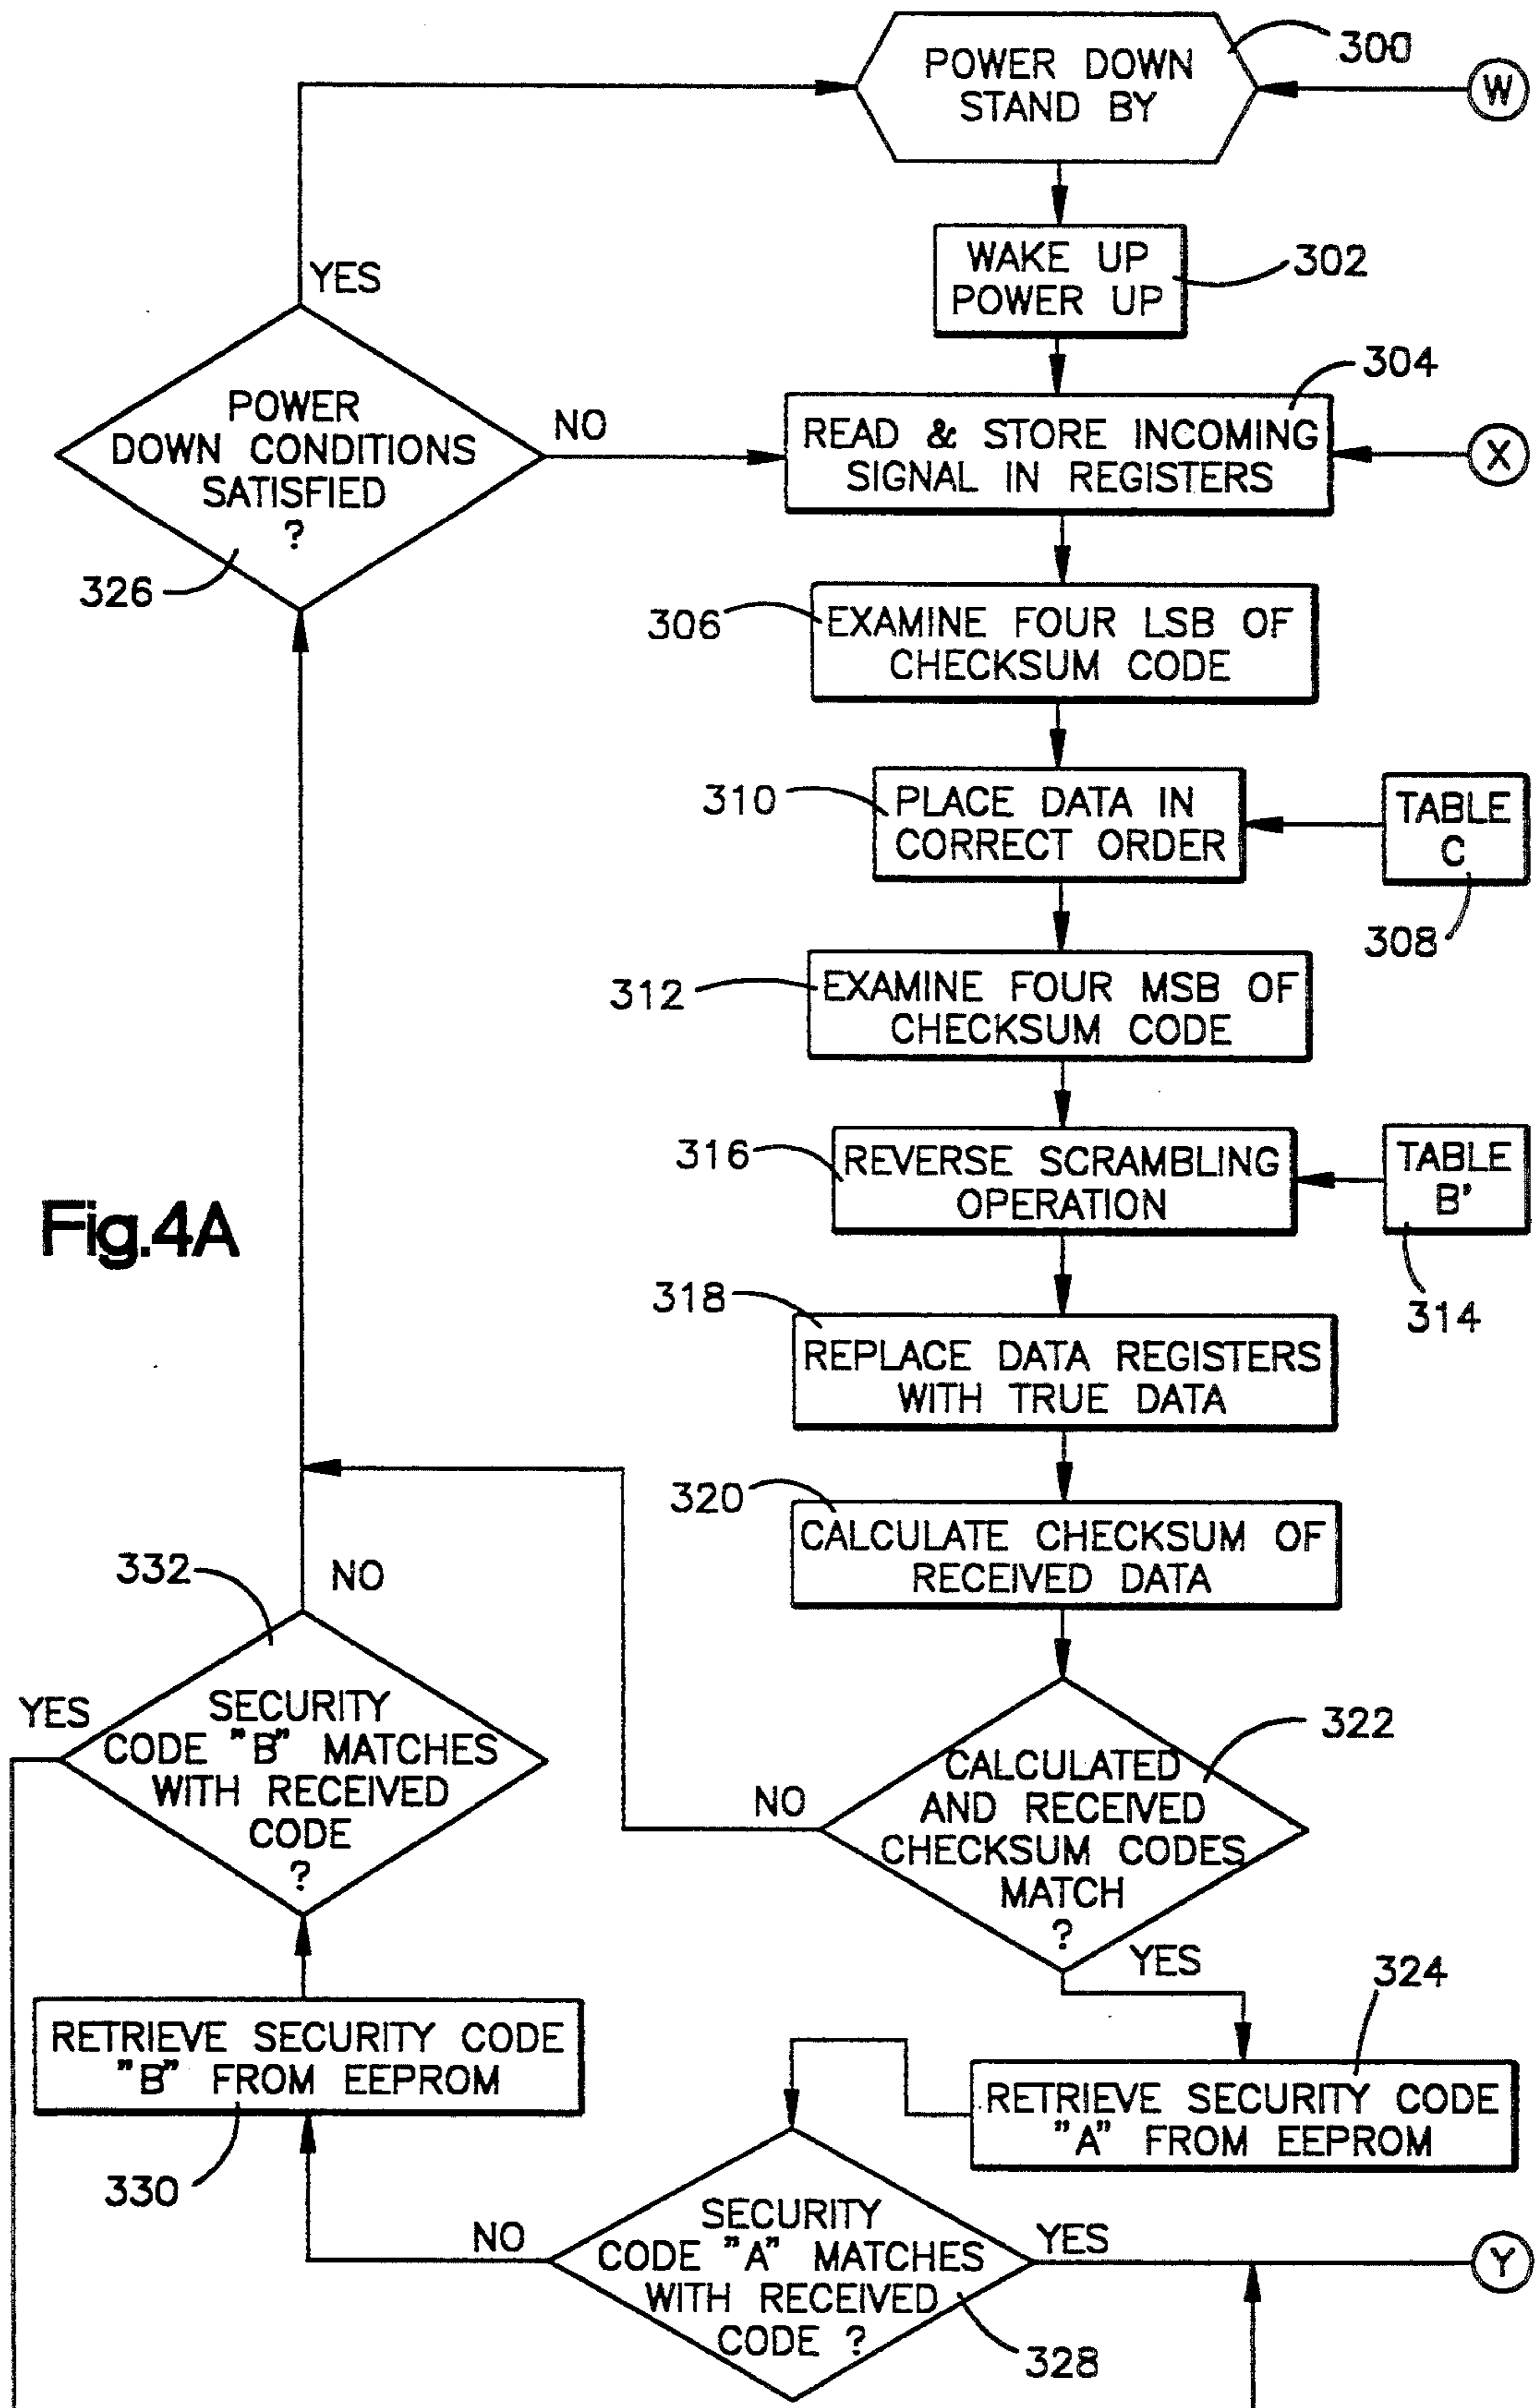 POWER DOWN
STAND BY
300
W
WAKE UP
POWER UP
302
YES
POWER
DOWN CONDITIONS
SATISFIED
?
326
NO
READ & STORE INCOMING
SIGNAL IN REGISTERS
304
X
306
EXAMINE FOUR LSB OF
CHECKSUM CODE
310
PLACE DATA IN
CORRECT ORDER
TABLE
C
308
312
EXAMINE FOUR MSB OF
CHECKSUM CODE
316
REVERSE SCRAMBLING
OPERATION
TABLE
B'
314
Fig.4A
318
REPLACE DATA REGISTERS
WITH TRUE DATA
320
CALCULATE CHECKSUM OF
RECEIVED DATA
332
NO
YES
SECURITY
CODE "B" MATCHES
WITH RECEIVED
CODE
?
322
NO
CALCULATED
AND RECEIVED
CHECKSUM CODES
MATCH
?
YES
324
RETRIEVE SECURITY CODE
"B" FROM EEPROM
330
RETRIEVE SECURITY CODE
"A" FROM EEPROM
NO
SECURITY
CODE "A" MATCHES
WITH RECEIVED
CODE ?
YES
328
Y